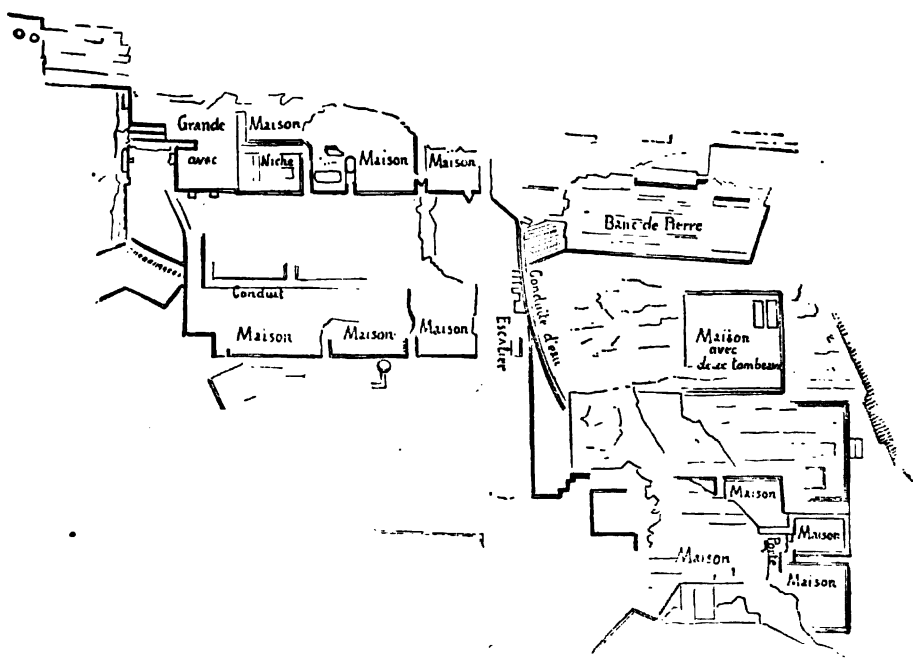 Grande
Maison
avec
Niche
Maison
Maison
Banc de Pierre
Conduit
Conduite d'eau
Escalier
Maison
Maison
Maison
Maison
avec
deux tombeaux
Maison
Maison
Porte
Maison
Maison